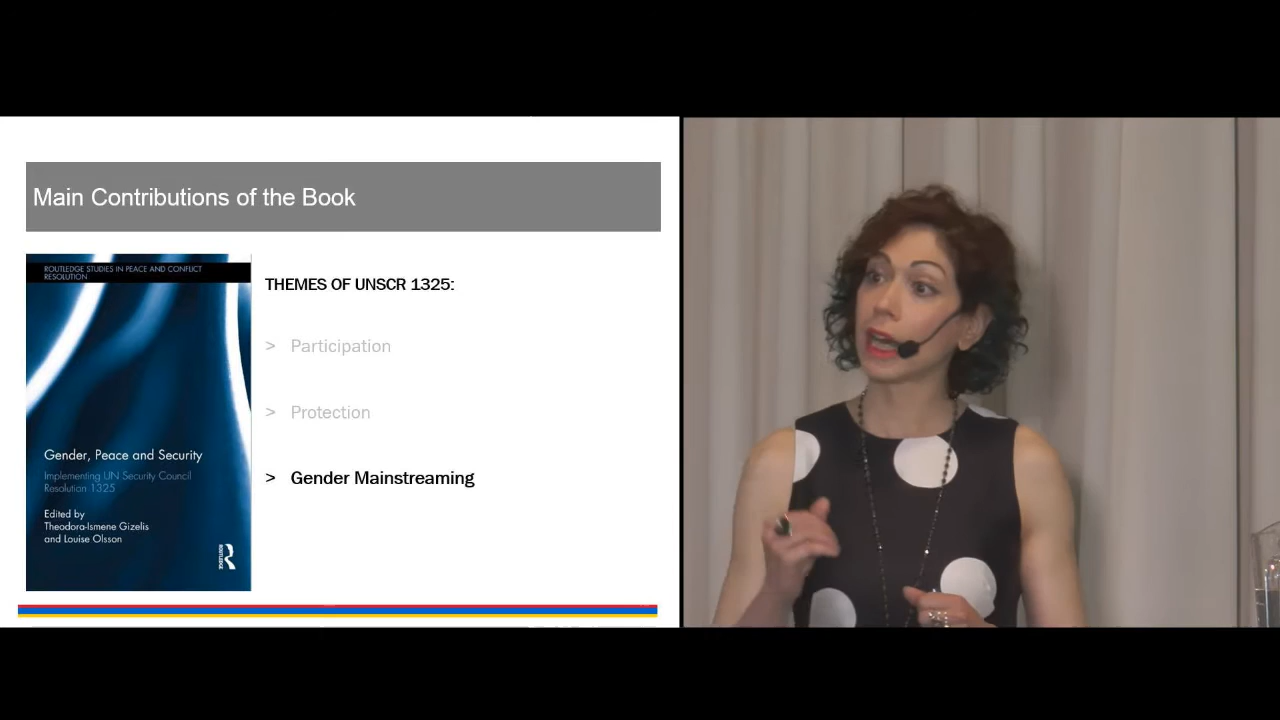 Main Contributions of the Book
ROUTLEDGE STUDIES IN PEACE AND CONFLICT
RESOLUTION
THEMES OF UNSCR 1325:
> Participation
> Protection
> Gender Mainstreaming
Gender, Peace and Security
Implementing UN Security Council
Resolution 1325
Edited by
Theodora-Ismene Gizelis
and Louise Olsson
R
ROUTLEDGE